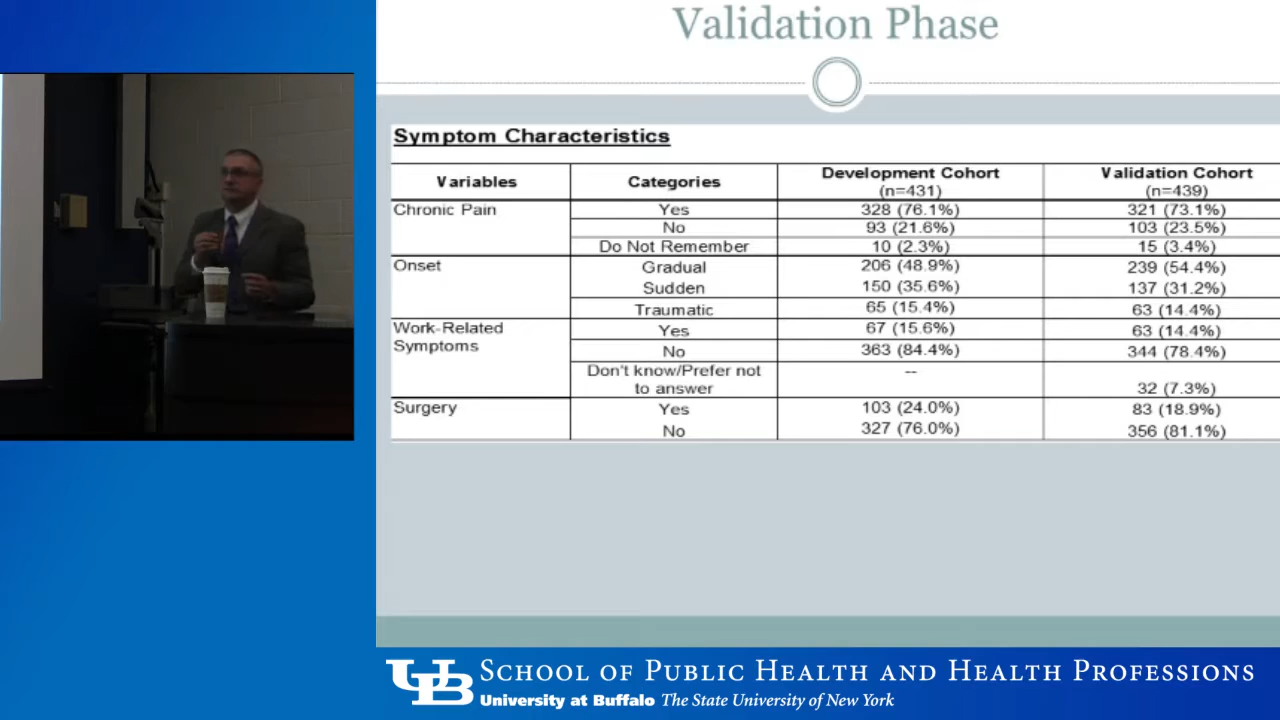 Validation Phase
Symptom Characteristics
Variables Categories Development Cohort (n=431) Validation Cohort (n=439)
Chronic Pain Yes 328 (76.1%) 321 (73.1%)
No 93 (21.6%) 103 (23.5%)
Do Not Remember 10 (2.3%) 15 (3.4%)
Onset Gradual 206 (48.9%) 239 (54.4%)
Sudden 150 (35.6%) 137 (31.2%)
Traumatic 65 (15.4%) 63 (14.4%)
Work-Related Symptoms Yes 67 (15.6%) 63 (14.4%)
No 363 (84.4%) 344 (78.4%)
Don't know/Prefer not to answer -- 32 (7.3%)
Surgery Yes 103 (24.0%) 83 (18.9%)
No 327 (76.0%) 356 (81.1%)
UB SCHOOL OF PUBLIC HEALTH AND HEALTH PROFESSIONS
University at Buffalo The State University of New York